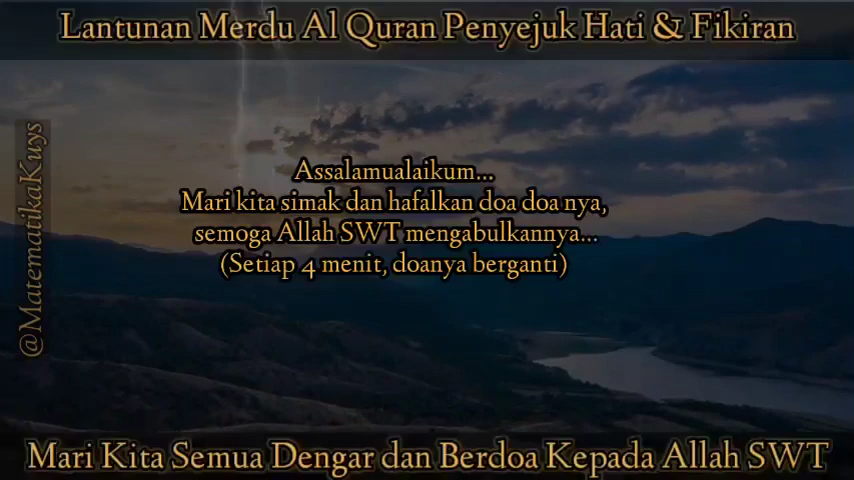 Lantunan Merdu Al Quran Penyejuk Hati & Fikiran
@MatematikaKuys
Assalamualaikum...
Mari kita simak dan hafalkan doa doa nya,
semoga Allah SWT mengabulkannya...
(Setiap 4 menit, doanya berganti)
Mari Kita Semua Dengar dan Berdoa Kepada Allah SWT